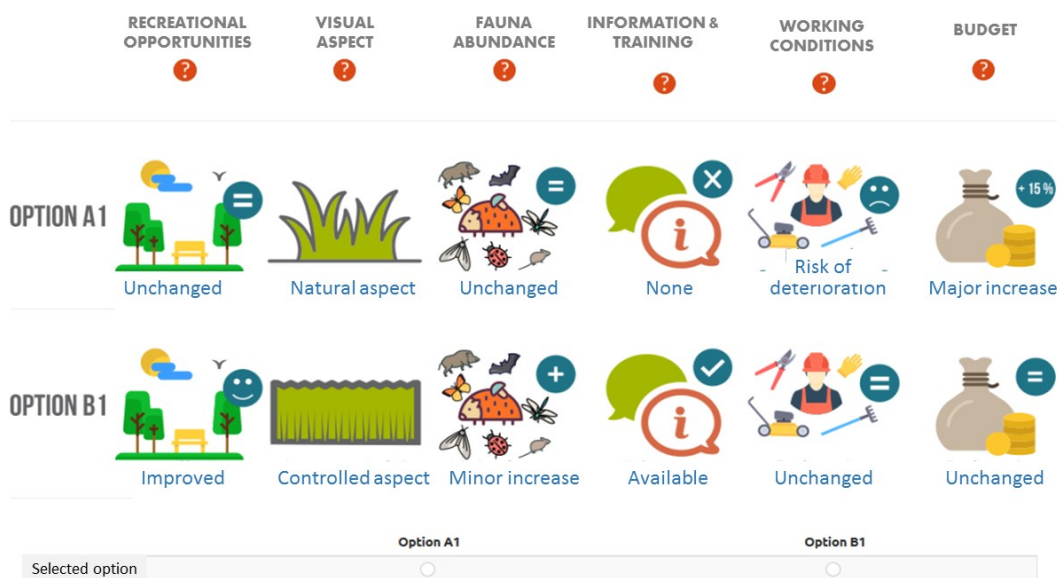 RECREATIONAL
OPPORTUNITIES
?
VISUAL
ASPECT
?
FAUNA
ABUNDANCE
?
INFORMATION &
TRAINING
?
WORKING
CONDITIONS
?
BUDGET
?
OPTION A1
=
Unchanged
Natural aspect
=
Unchanged
i
None
Risk of
deterioration
+ 15 %
Major increase
OPTION B1
Improved
Controlled aspect
+
Minor increase
i
Available
=
Unchanged
=
Unchanged
Option A1
Option B1
Selected option